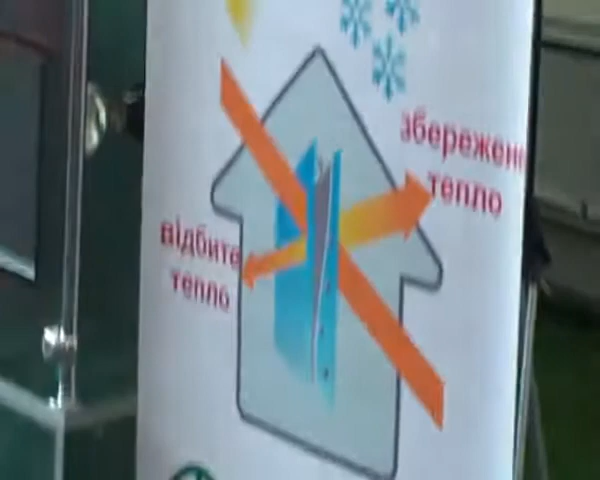 збережен
тепло
відбите
тепло